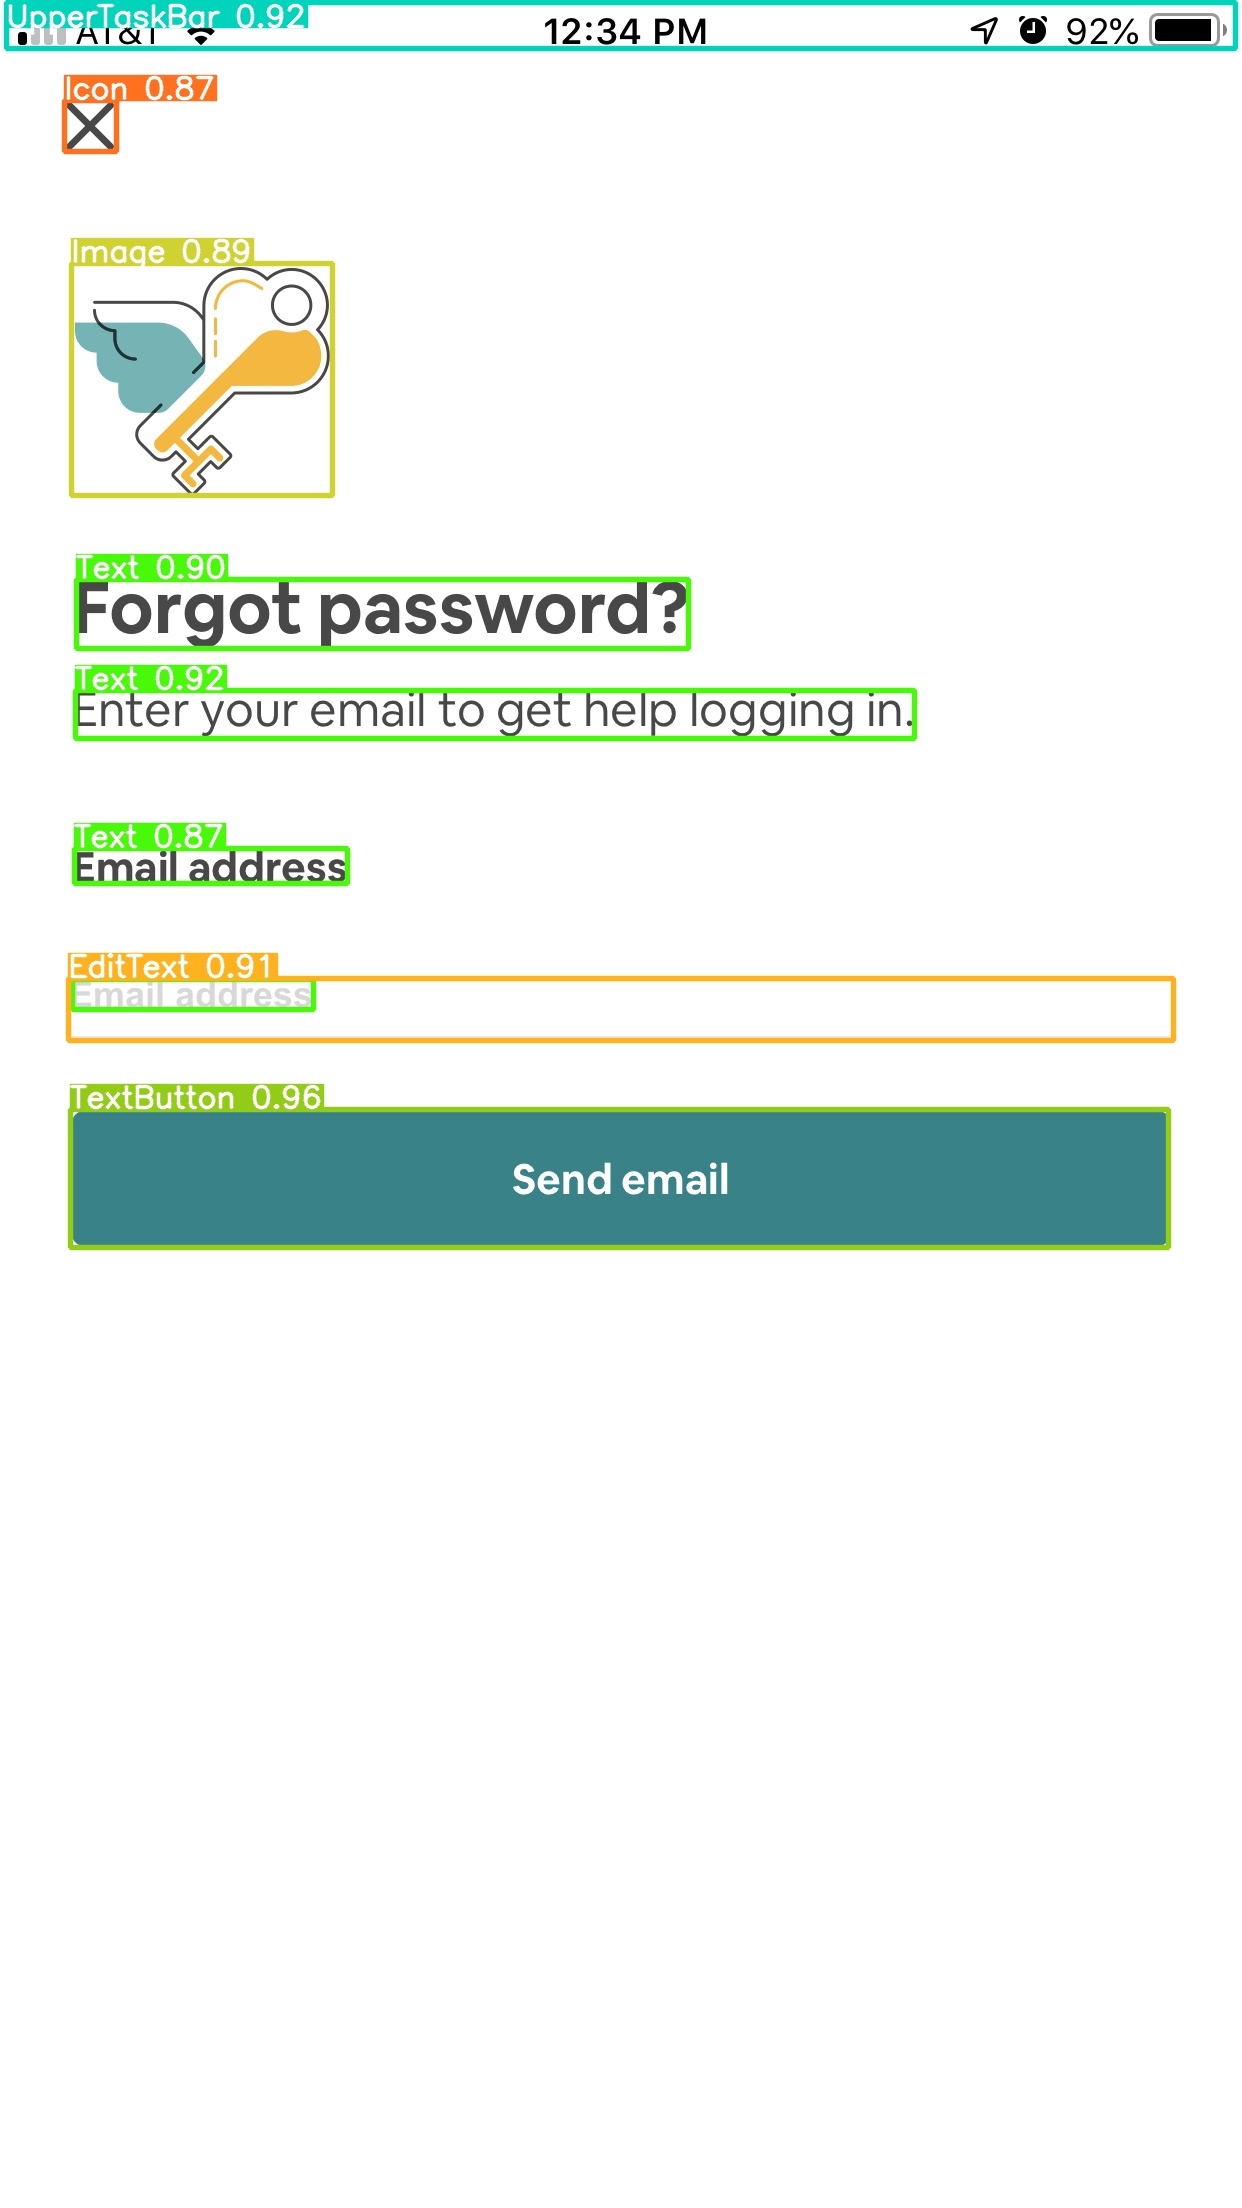 UpperTaskBar 0.92
AT&T 12:34 PM 92%
Icon 0.87
Image 0.89
Text 0.90
Forgot password?
Text 0.92
Enter your email to get help logging in.
Text 0.87
Email address
EditText 0.91
Email address
TextButton 0.96
Send email